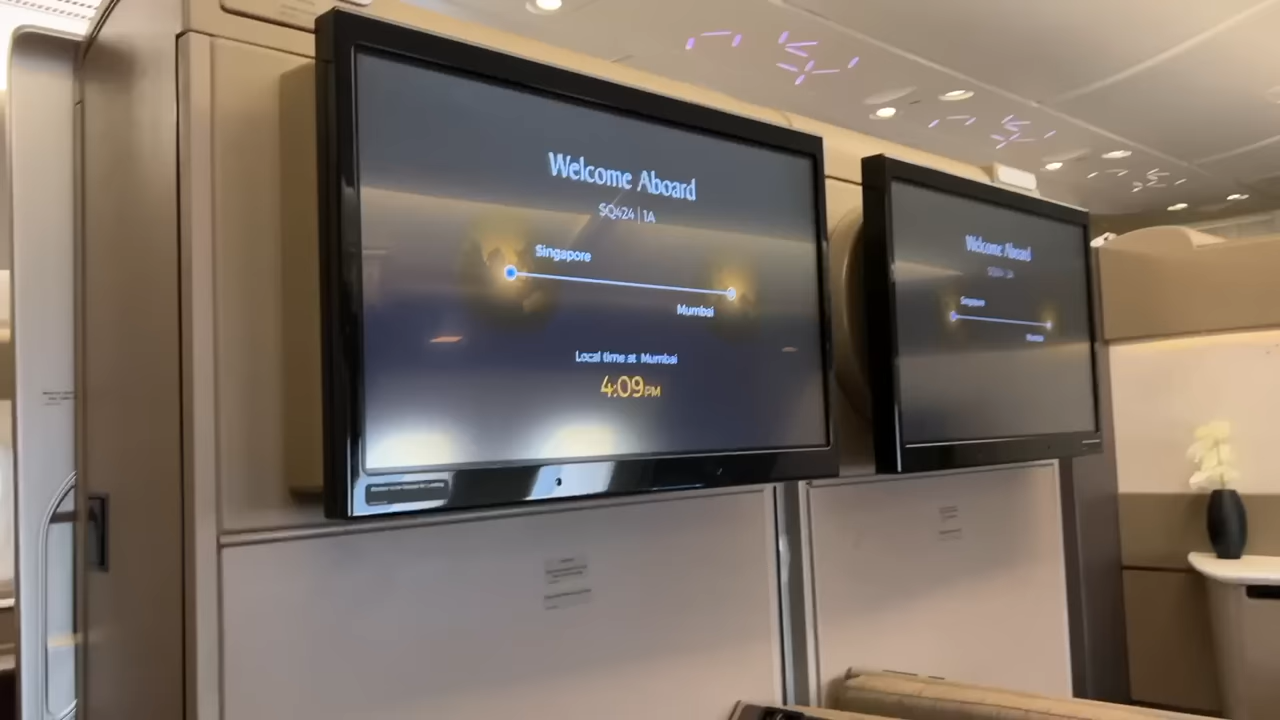 Welcome Aboard
SQ424 | 1A
Singapore
Mumbai
Local time at Mumbai
4:09PM
Welcome Aboard
Singapore
Mumbai